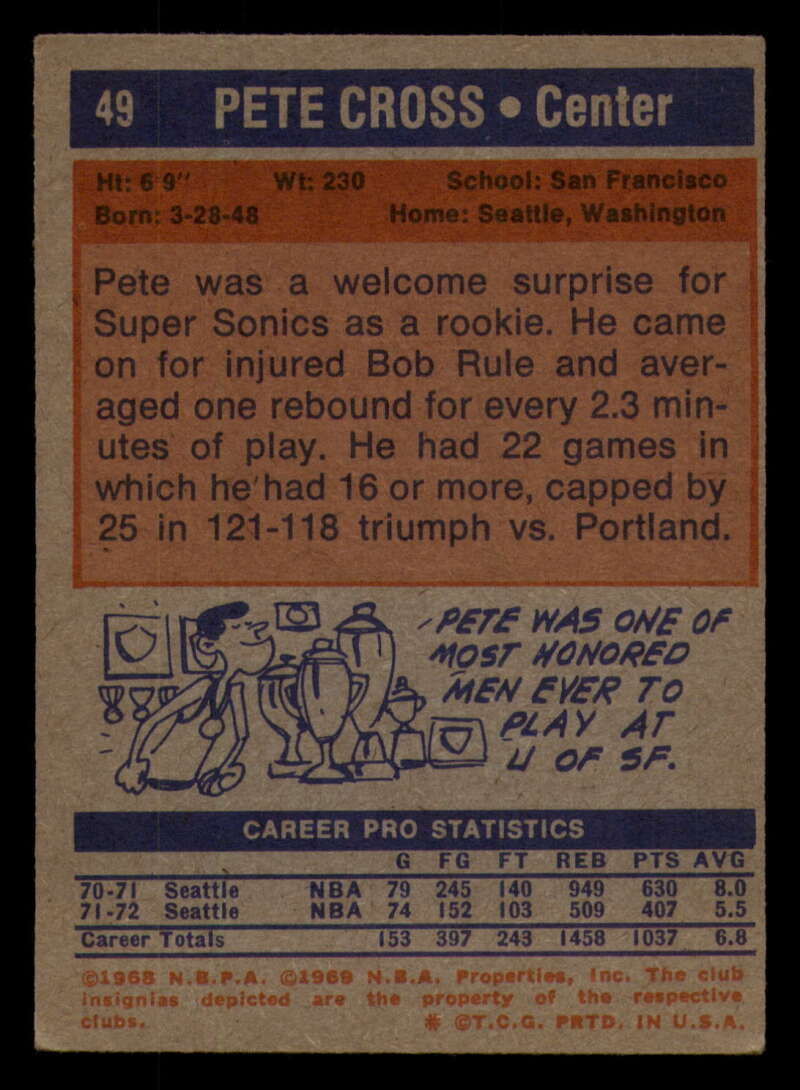 49 PETE CROSS • Center
Ht: 6'9" Wt: 230 School: San Francisco
Born: 3-28-48 Home: Seattle, Washington
Pete was a welcome surprise for
Super Sonics as a rookie. He came
on for injured Bob Rule and aver-
aged one rebound for every 2.3 min-
utes of play. He had 22 games in
which he had 16 or more, capped by
25 in 121-118 triumph vs. Portland.
PETE WAS ONE OF
MOST HONORED
MEN EVER TO
PLAY AT
U OF SF.
CAREER PRO STATISTICS
G FG FT REB PTS AVG
70-71 Seattle NBA 79 245 140 949 630 8.0
71-72 Seattle NBA 74 152 103 509 407 5.5
Career Totals 153 397 243 1458 1037 6.8
©1968 N.B.P.A. ©1969 N.B.A. Properties, Inc. The club
insignias depicted are the property of the respective
clubs. * ©T.C.G. PRTD. IN U.S.A.